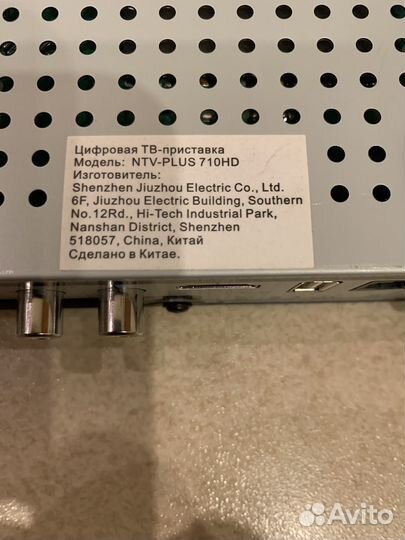 Цифровая ТВ-приставка
Модель: NTV-PLUS 710HD
Изготовитель:
Shenzhen Jiuzhou Electric Co., Ltd.
6F, Jiuzhou Electric Building, Southern
No.12Rd., Hi-Tech Industrial Park,
Nanshan District, Shenzhen
518057, China, Китай
Сделано в Китае.
Avito